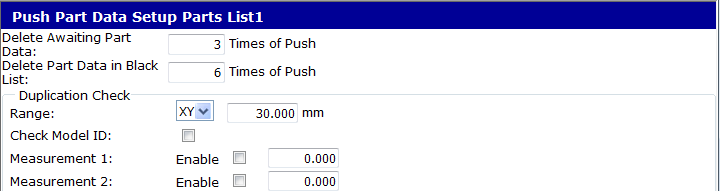 Push Part Data Setup Parts List1
Delete Awaiting Part
Data: 3 Times of Push
Delete Part Data in Black
List: 6 Times of Push
Duplication Check
Range: XY 30.000 mm
Check Model ID:
Measurement 1: Enable 0.000
Measurement 2: Enable 0.000